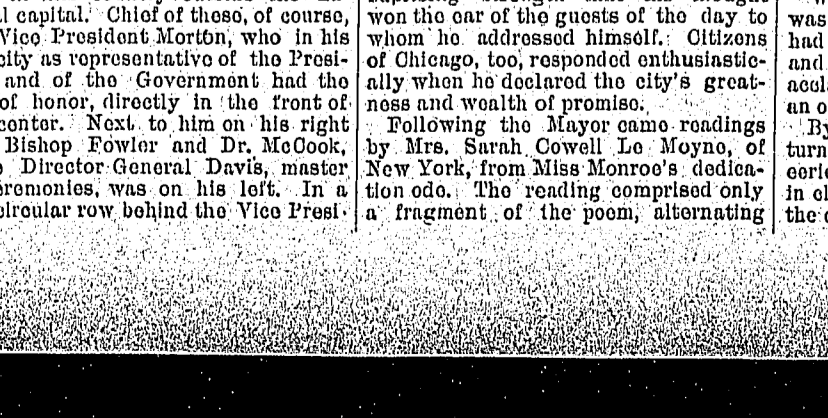 l capital. Chief of these, of course,
Vice President Morton, who in his
city as representative of the Presi-
and of the Government had the
of honor, directly in the front of
center. Next to him on his right
Bishop Fowler and Dr. McCook,
Director General Davis, master
eremonies, was on his left. In a
circular row behind the Vice Presi-
won the ear of the guests of the day to
whom he addressed himself. Citizens
of Chicago, too, responded enthusiastic-
ally when he declared the city's great-
ness and wealth of promise.
Following the Mayor came readings
by Mrs. Sarah Cowell Le Moyne, of
New York, from Miss Monroe's dedica-
tion ode. The reading comprised only
a fragment of the poem, alternating
was
had
and
accl
an o
By
turn
eerie
in cl
the